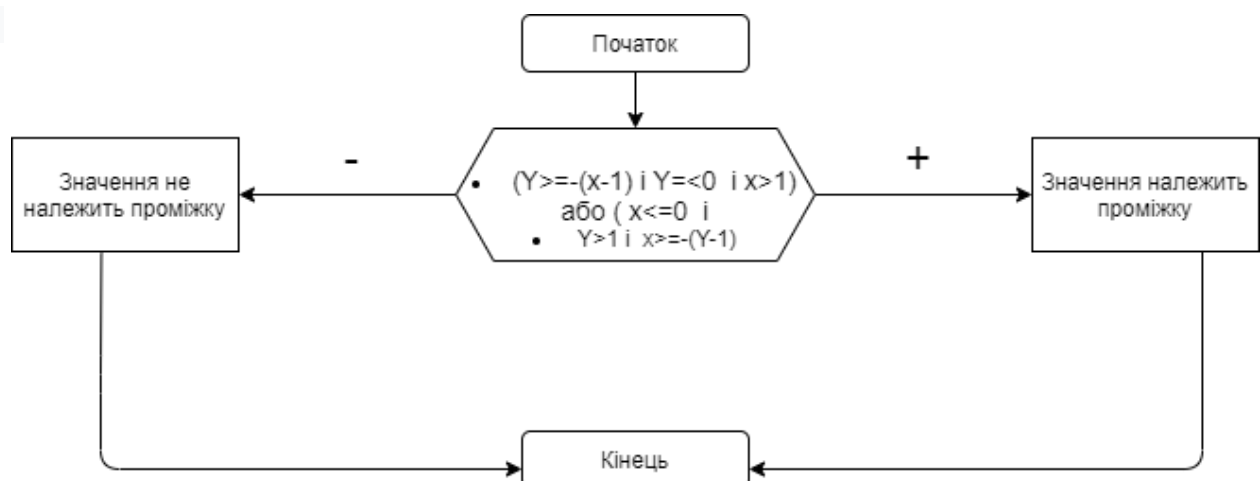 Початок
-
+
Значення не
належить проміжку
• (Y>=-(x-1) і Y=<0 і x>1)
або ( x<=0 і
• Y>1 і x>=-(Y-1)
Значення належить
проміжку
Кінець